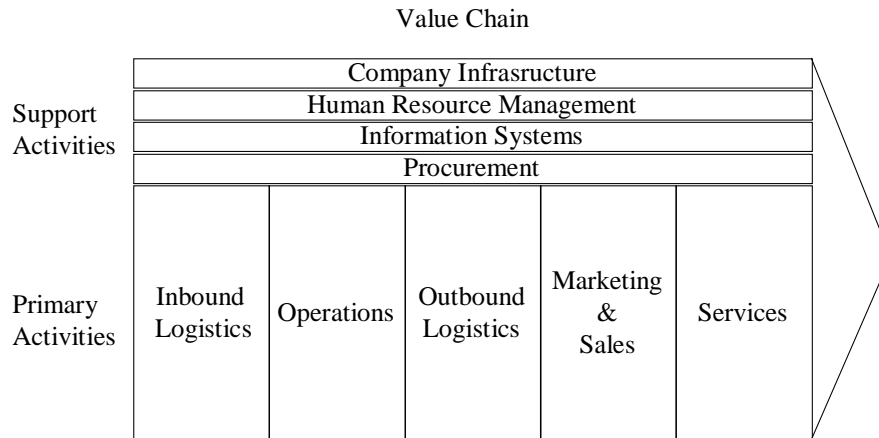 Value Chain
Company Infrasructure
Human Resource Management
Information Systems
Procurement
Support
Activities
Primary
Activities
Inbound
Logistics
Operations
Outbound
Logistics
Marketing
&
Sales
Services